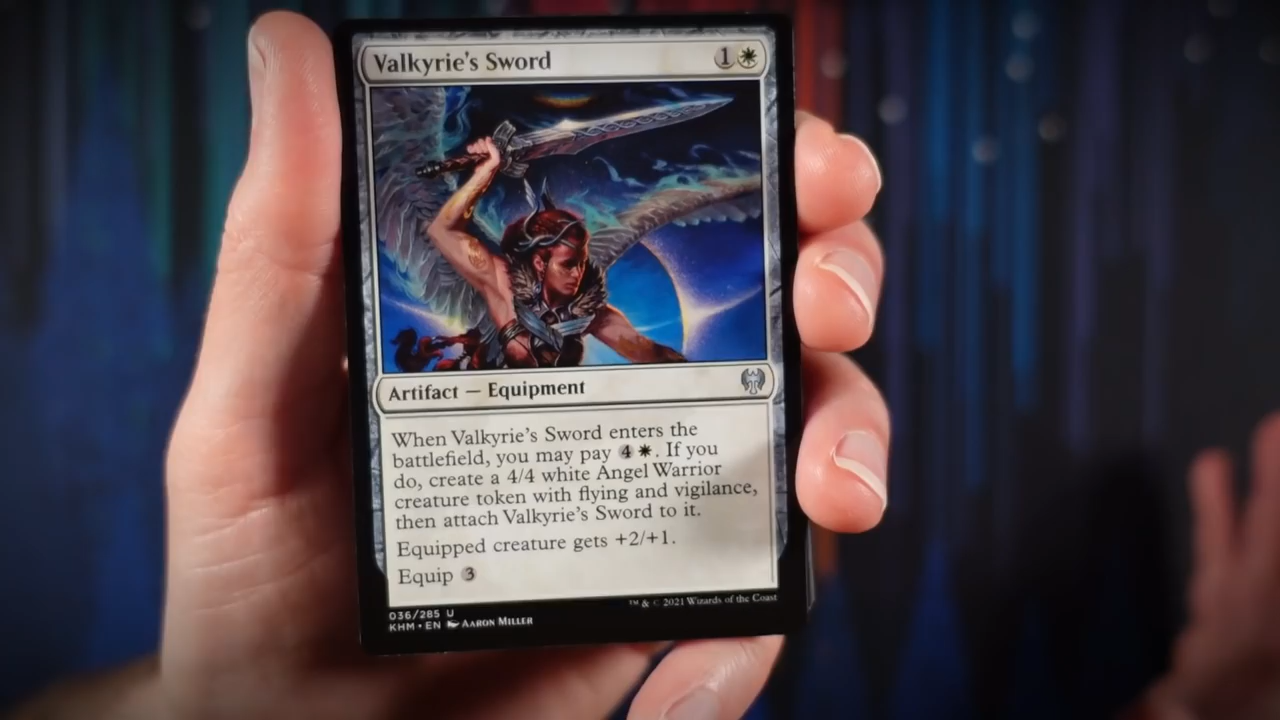 Valkyrie's Sword 1
Artifact — Equipment
When Valkyrie's Sword enters the
battlefield, you may pay 4 . If you
do, create a 4/4 white Angel Warrior
creature token with flying and vigilance,
then attach Valkyrie's Sword to it.
Equipped creature gets +2/+1.
Equip 3
036/285 U
KHM • EN Aaron Miller
™ & © 2021 Wizards of the Coast